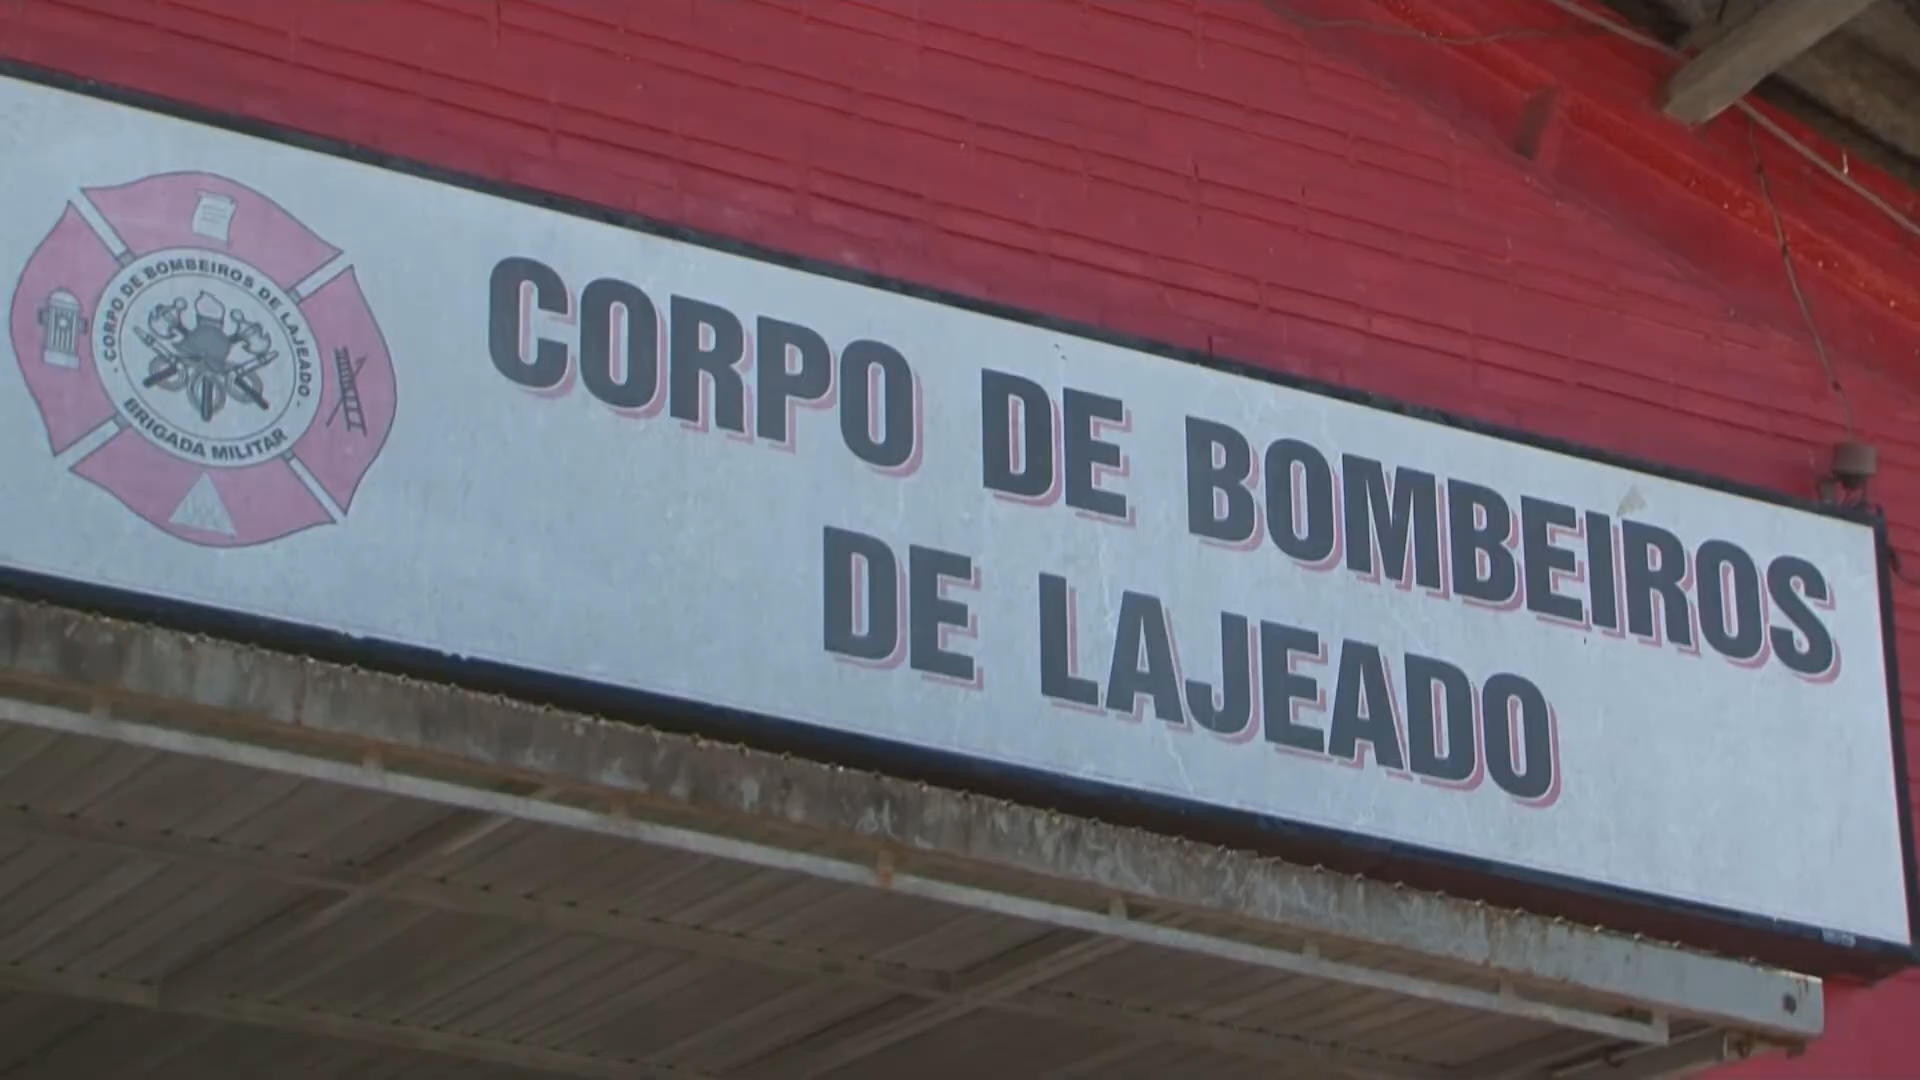 CORPO DE BOMBEIROS DE LAJEADO
BRIGADA MILITAR
CORPO DE BOMBEIROS
DE LAJEADO